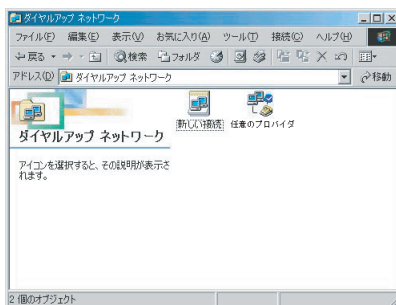 ダイヤルアップ ネットワーク
ファイル(F) 編集(E) 表示(V) お気に入り(A) ツール(T) 接続(C) ヘルプ(H)
戻る 検索 フォルダ
アドレス(D) ダイヤルアップ ネットワーク 移動
新しい接続 任意のプロバイダ
ダイヤルアップ ネットワーク
アイコンを選択すると、その説明が表示さ
れます。
2 個のオブジェクト